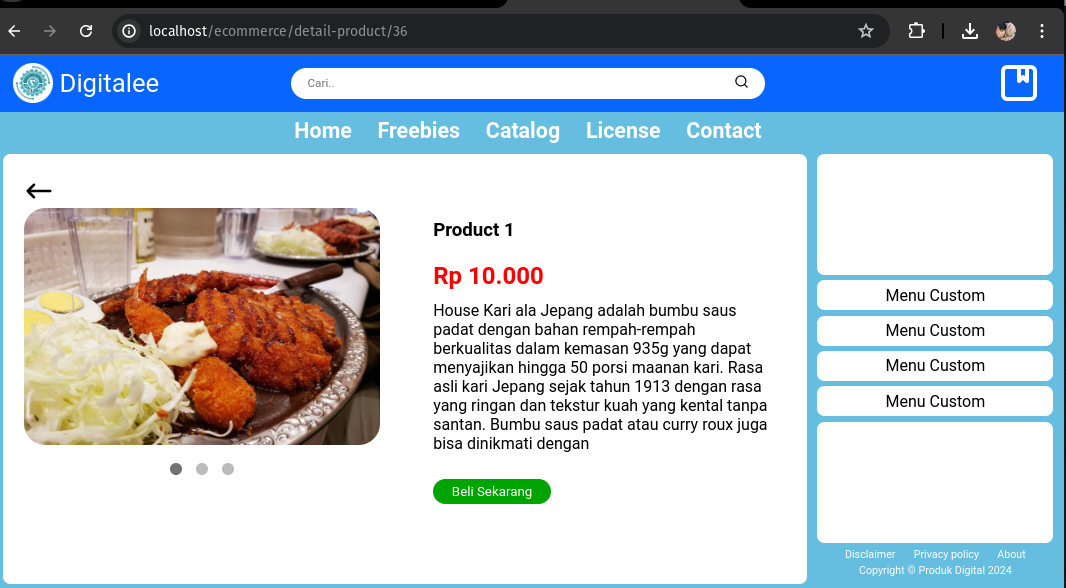 localhost/ecommerce/detail-product/36
Digitalee
Cari..
Home Freebies Catalog License Contact
Product 1
Rp 10.000
House Kari ala Jepang adalah bumbu saus
padat dengan bahan rempah-rempah
berkualitas dalam kemasan 935g yang dapat
menyajikan hingga 50 porsi maanan kari. Rasa
asli kari Jepang sejak tahun 1913 dengan rasa
yang ringan dan tekstur kuah yang kental tanpa
santan. Bumbu saus padat atau curry roux juga
bisa dinikmati dengan
Beli Sekarang
Menu Custom
Menu Custom
Menu Custom
Menu Custom
Disclaimer Privacy policy About
Copyright © Produk Digital 2024